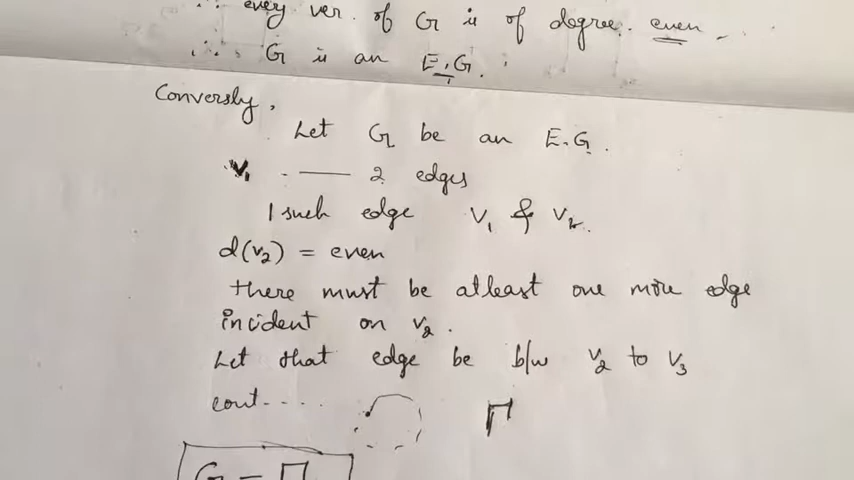 ∴ every ver. of G is of degree even
∴ G is an E.G.
Conversly,
Let G be an E.G.
V₁ — 2 edges
1 such edge V₁ & V₂.
d(v₂) = even
there must be atleast one more edge
incident on v₂.
Let that edge be b/w v₂ to v₃
cont.... Π
G - Π